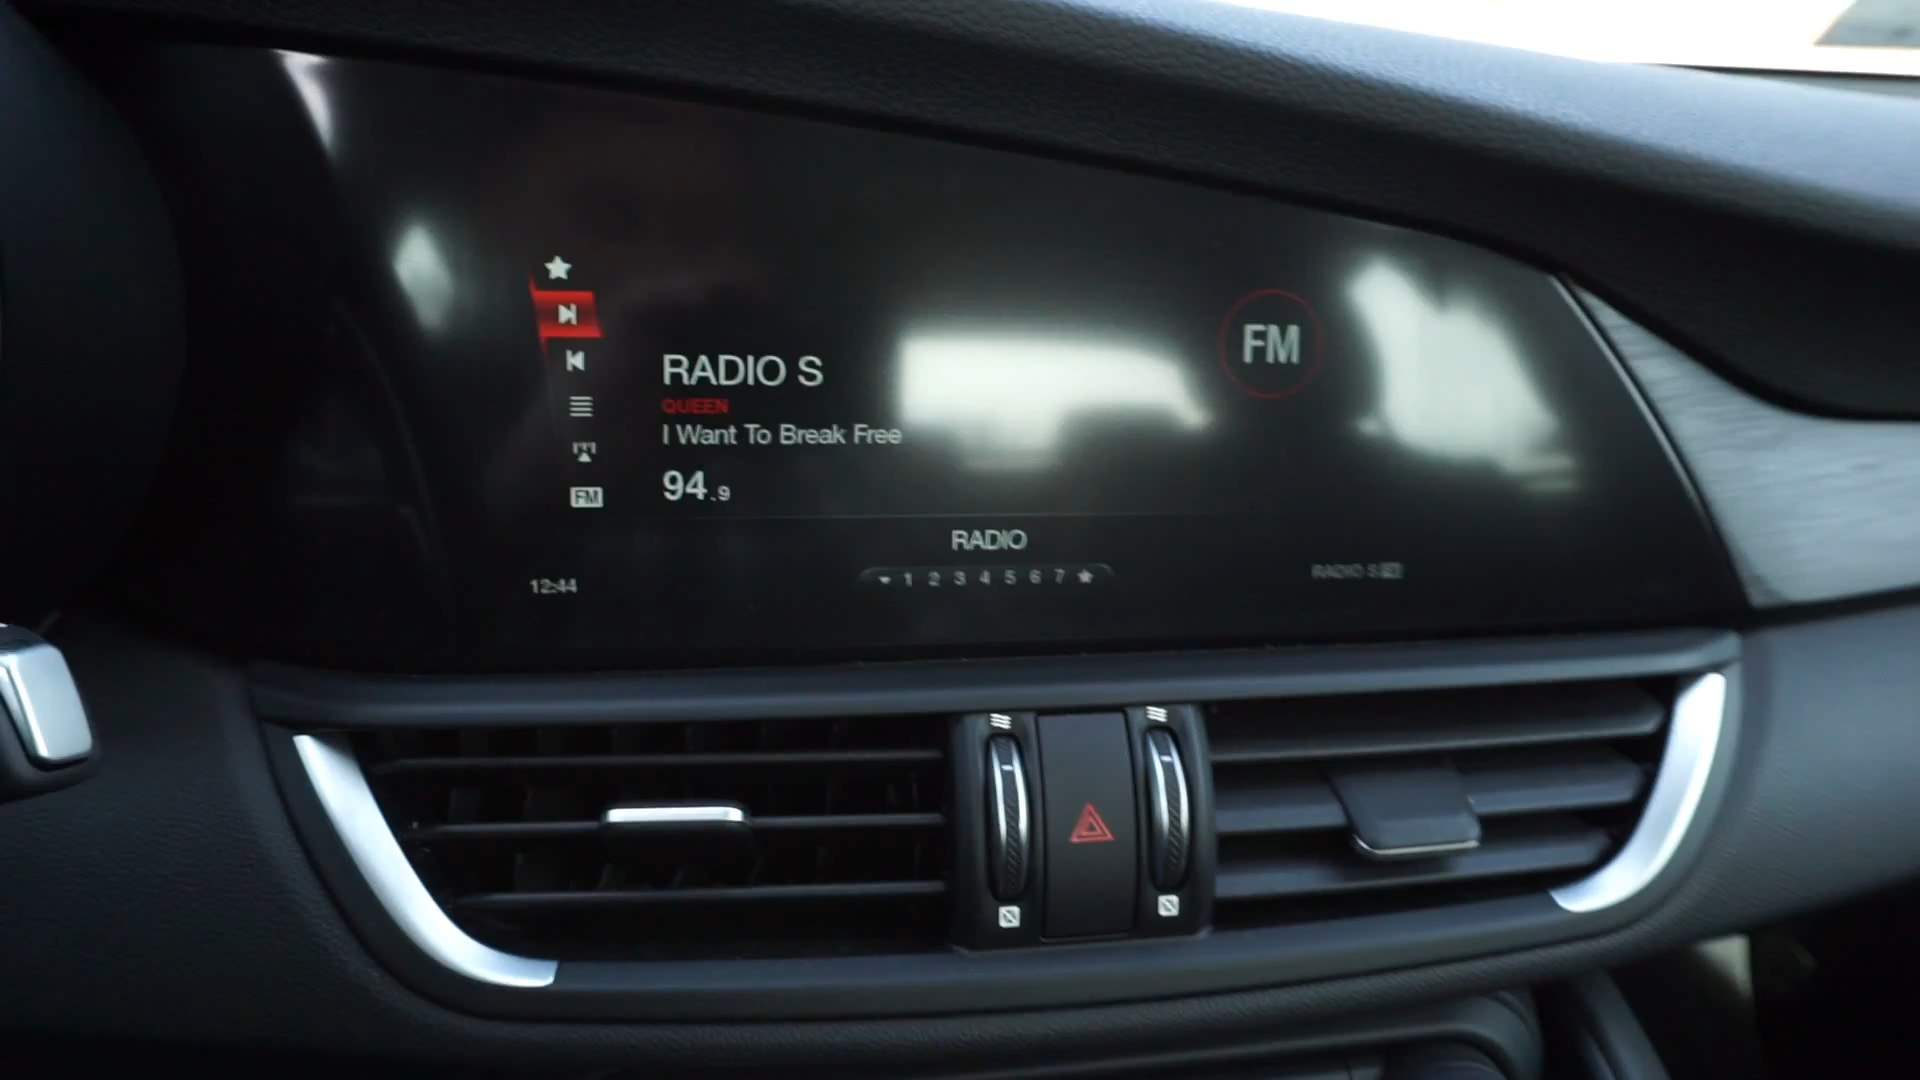 RADIO S
QUEEN
I Want To Break Free
94.9
FM
FM
RADIO
1 2 3 4 5 6 7
12:44
RADIO S